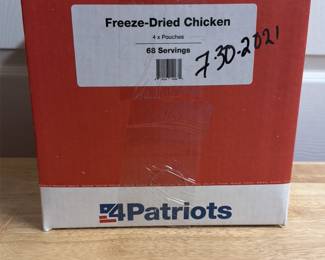 Freeze-Dried Chicken
4 x Pouches
68 Servings
7-30-2021
4Patriots